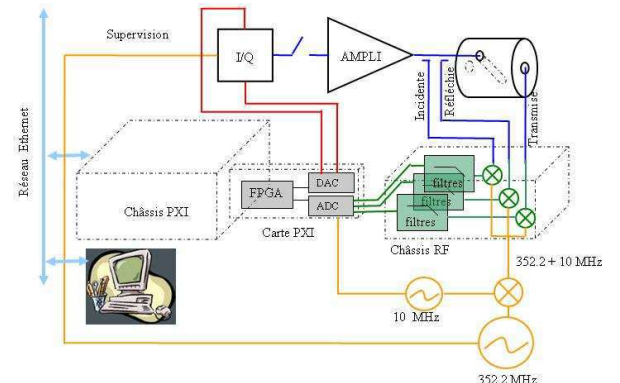 Supervision
I/Q
AMPLI
Réseau Ethernet
Incidente
Réfléchie
Transmise
Châssis PXI
FPGA
DAC
ADC
Carte PXI
filtres
filtres
filtres
Châssis RF
352.2 + 10 MHz
10 MHz
352.2 MHz